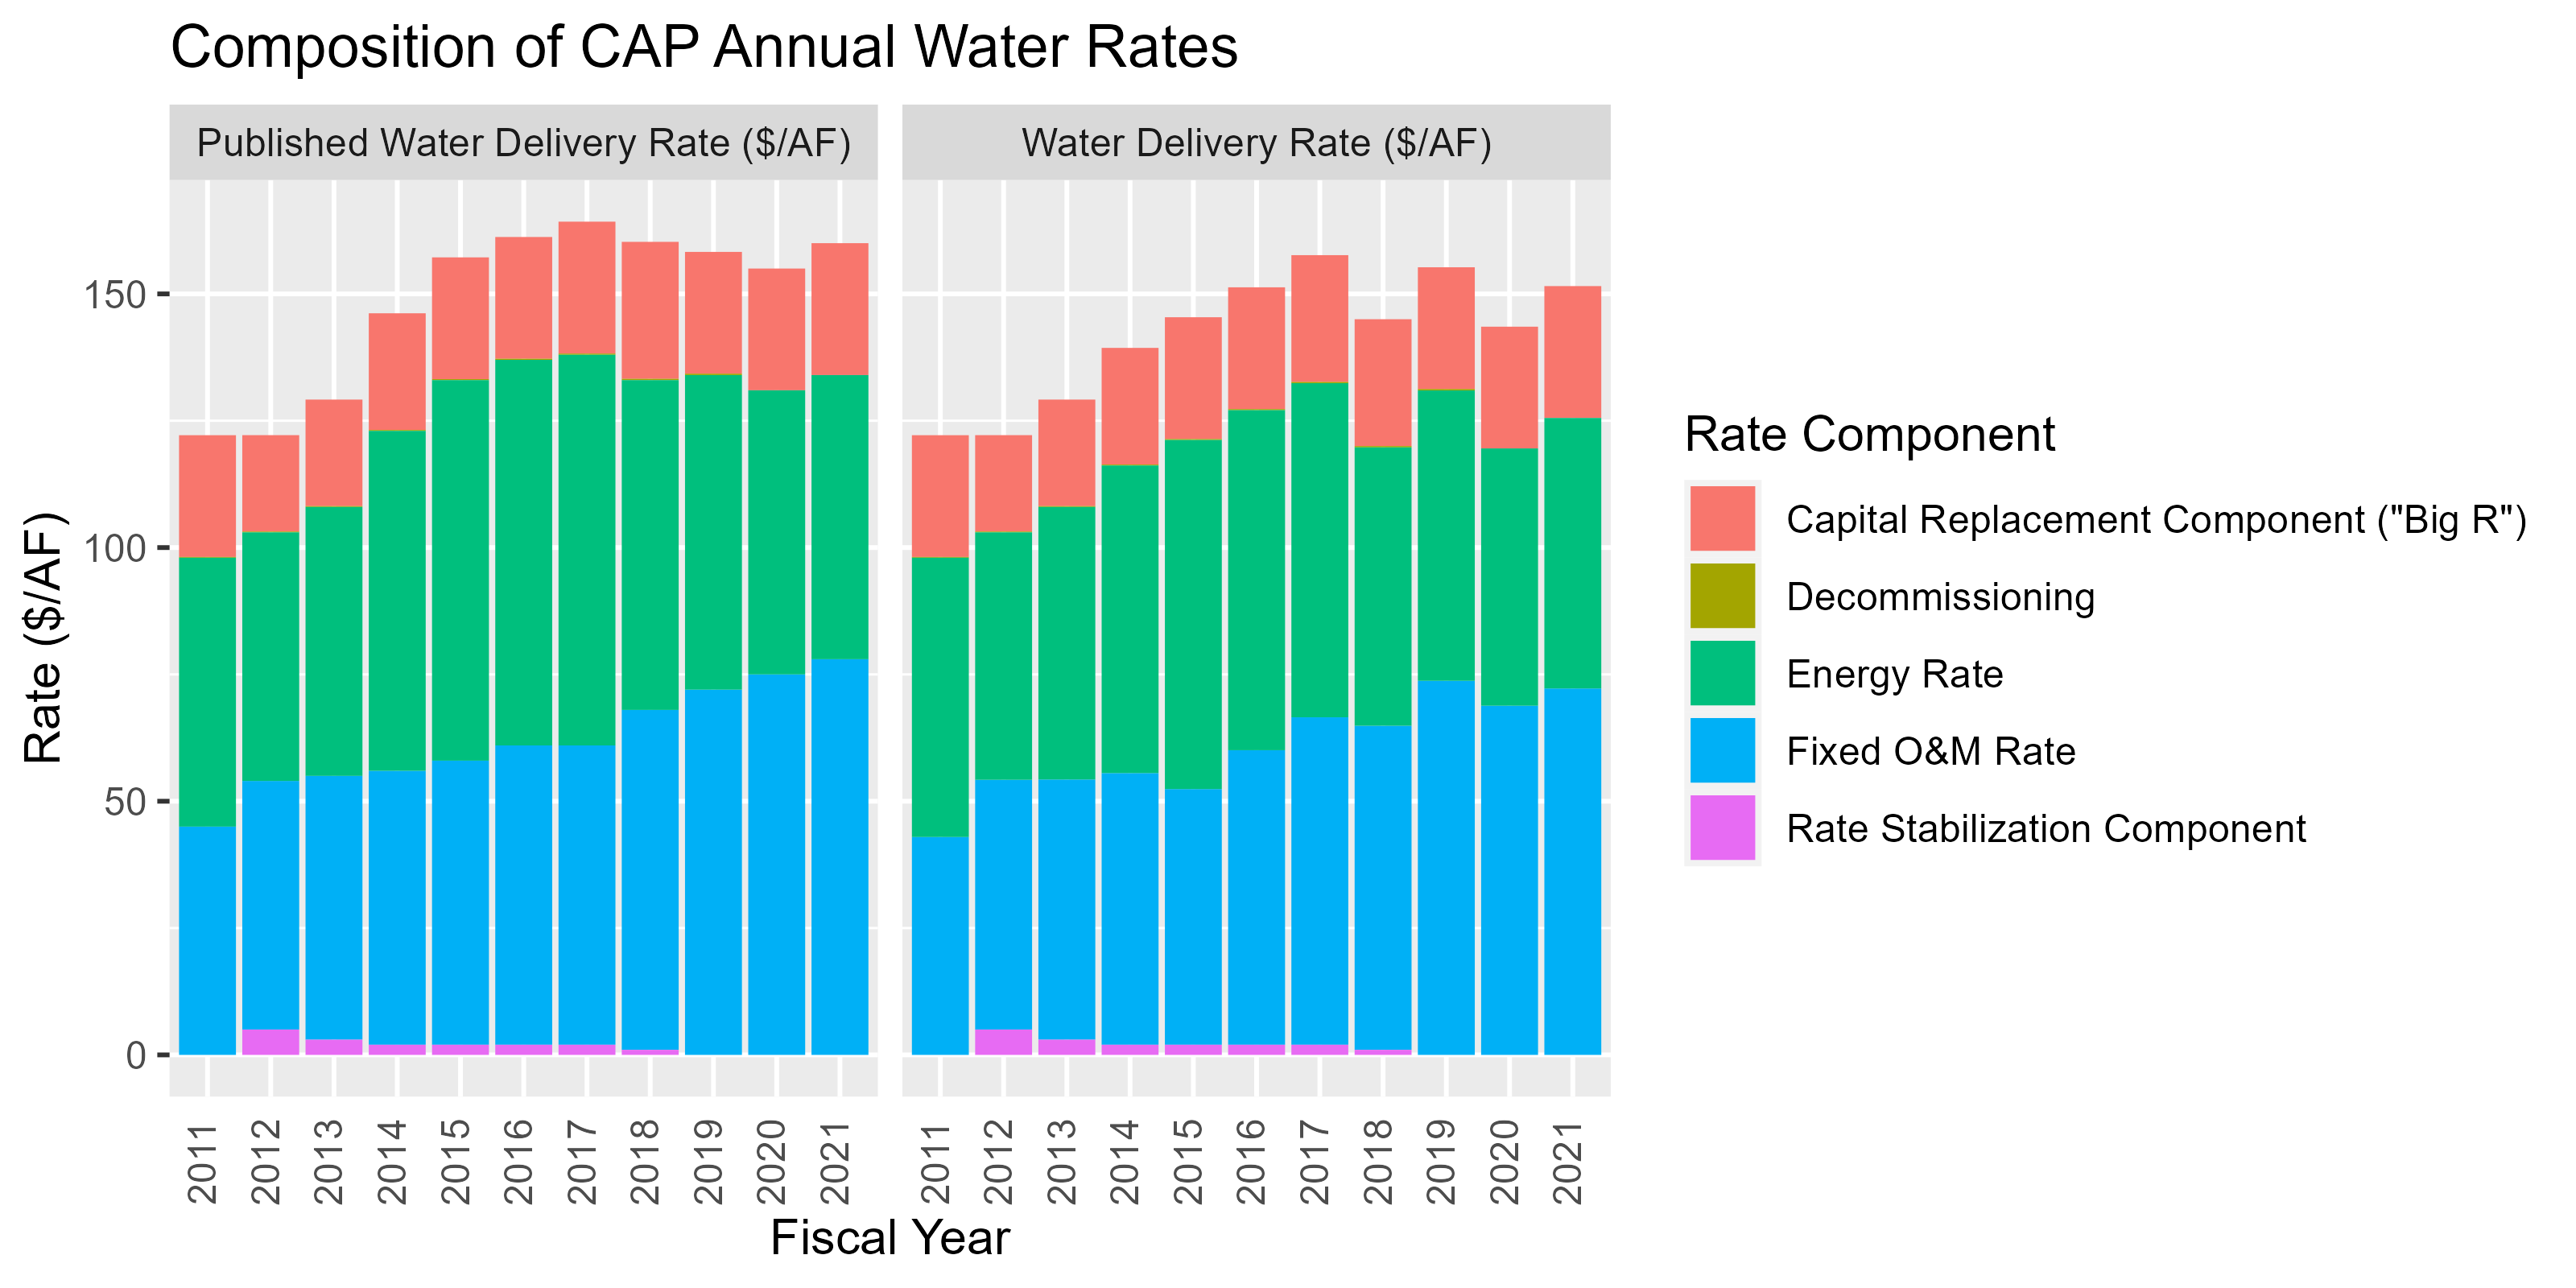 Composition of CAP Annual Water Rates
Published Water Delivery Rate ($/AF)
Water Delivery Rate ($/AF)
Rate ($/AF)
150
100
50
0
2011
2012
2013
2014
2015
2016
2017
2018
2019
2020
2021
2011
2012
2013
2014
2015
2016
2017
2018
2019
2020
2021
Fiscal Year
Rate Component
Capital Replacement Component ("Big R")
Decommissioning
Energy Rate
Fixed O&M Rate
Rate Stabilization Component